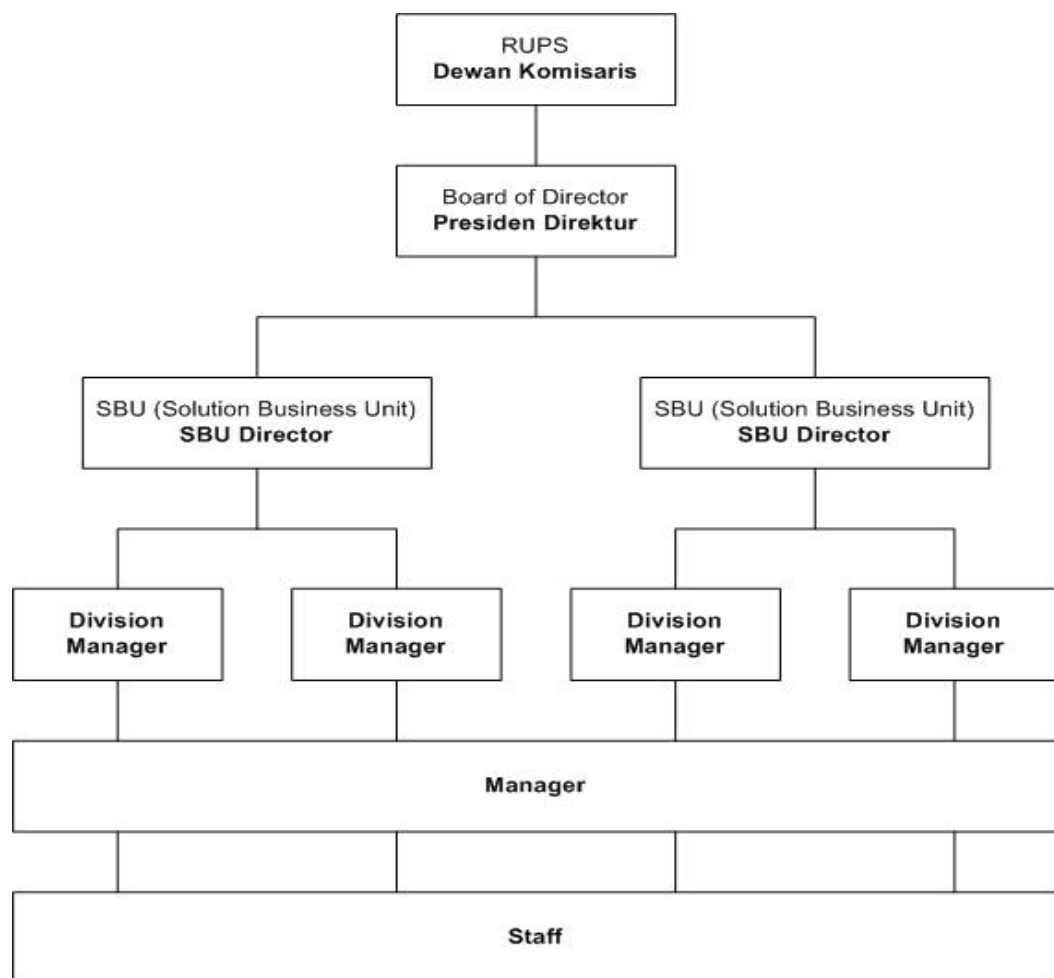 RUPS
Dewan Komisaris
Board of Director
Presiden Direktur
SBU (Solution Business Unit)
SBU Director
SBU (Solution Business Unit)
SBU Director
Division
Manager
Division
Manager
Division
Manager
Division
Manager
Manager
Staff